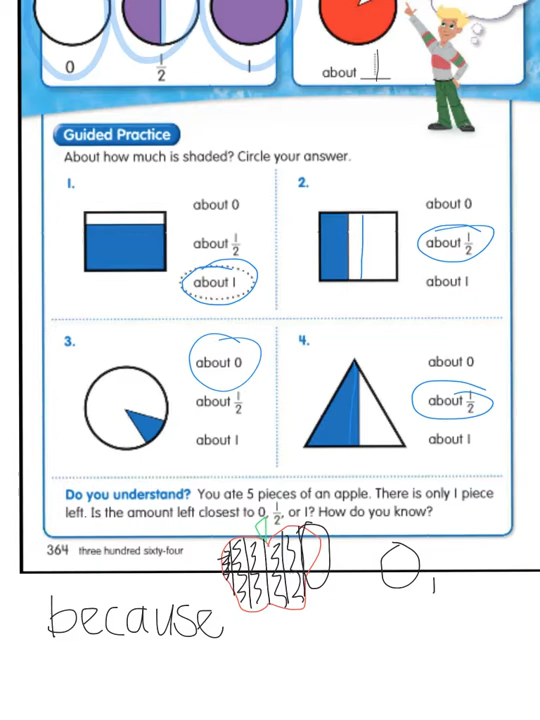 0
1/2
1
about 1
Guided Practice
About how much is shaded? Circle your answer.
1.
about 0
about 1/2
about 1
2.
about 0
about 1/2
about 1
3.
about 0
about 1/2
about 1
4.
about 0
about 1/2
about 1
Do you understand? You ate 5 pieces of an apple. There is only 1 piece
left. Is the amount left closest to 0, 1/2, or 1? How do you know?
364 three hundred sixty-four
because